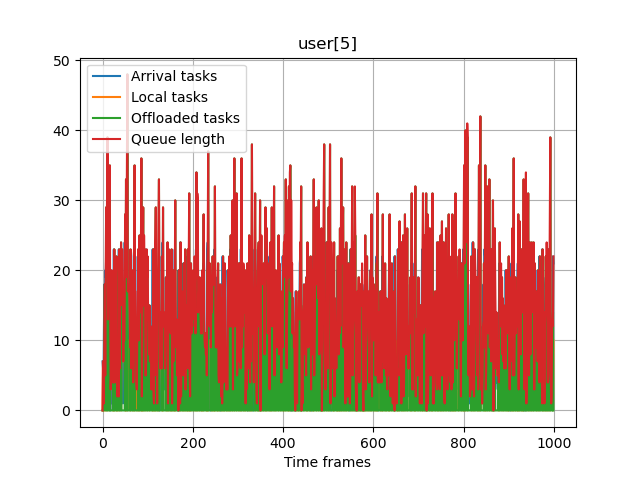 user[5]
50
40
30
20
10
0
Arrival tasks
Local tasks
Offloaded tasks
Queue length
0 200 400 600 800 1000
Time frames